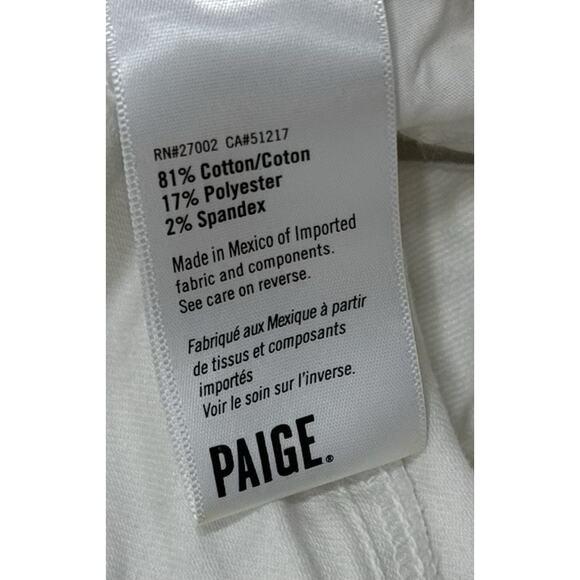 RN#27002 CA#51217
81% Cotton/Coton
17% Polyester
2% Spandex
Made in Mexico of Imported
fabric and components.
See care on reverse.
Fabriqué aux Mexique à partir
de tissus et composants
importés
Voir le soin sur l'inverse.
PAIGE®